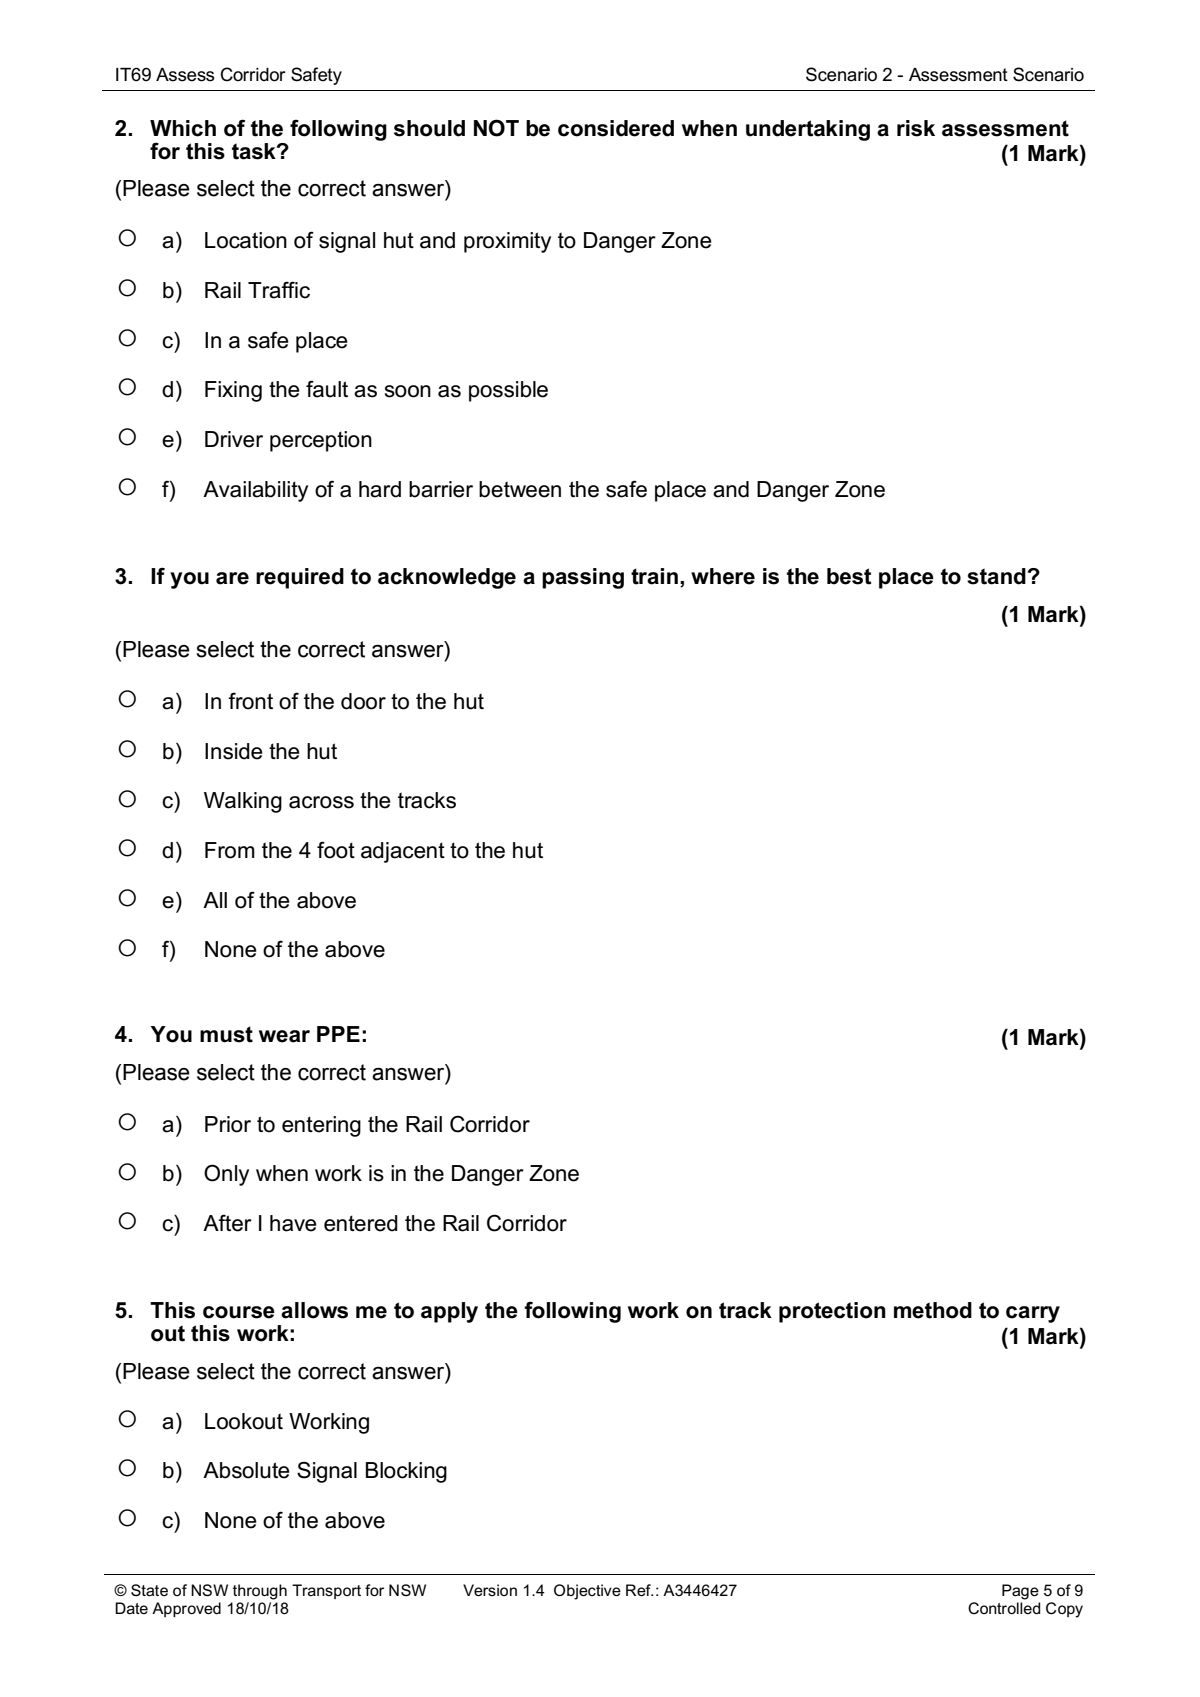 IT69 Assess Corridor Safety Scenario 2 - Assessment Scenario
2. Which of the following should NOT be considered when undertaking a risk assessment
for this task? (1 Mark)
(Please select the correct answer)
a) Location of signal hut and proximity to Danger Zone
b) Rail Traffic
c) In a safe place
d) Fixing the fault as soon as possible
e) Driver perception
f) Availability of a hard barrier between the safe place and Danger Zone
3. If you are required to acknowledge a passing train, where is the best place to stand?
(1 Mark)
(Please select the correct answer)
a) In front of the door to the hut
b) Inside the hut
c) Walking across the tracks
d) From the 4 foot adjacent to the hut
e) All of the above
f) None of the above
4. You must wear PPE: (1 Mark)
(Please select the correct answer)
a) Prior to entering the Rail Corridor
b) Only when work is in the Danger Zone
c) After I have entered the Rail Corridor
5. This course allows me to apply the following work on track protection method to carry
out this work: (1 Mark)
(Please select the correct answer)
a) Lookout Working
b) Absolute Signal Blocking
c) None of the above
© State of NSW through Transport for NSW Version 1.4 Objective Ref.: A3446427 Page 5 of 9
Date Approved 18/10/18 Controlled Copy